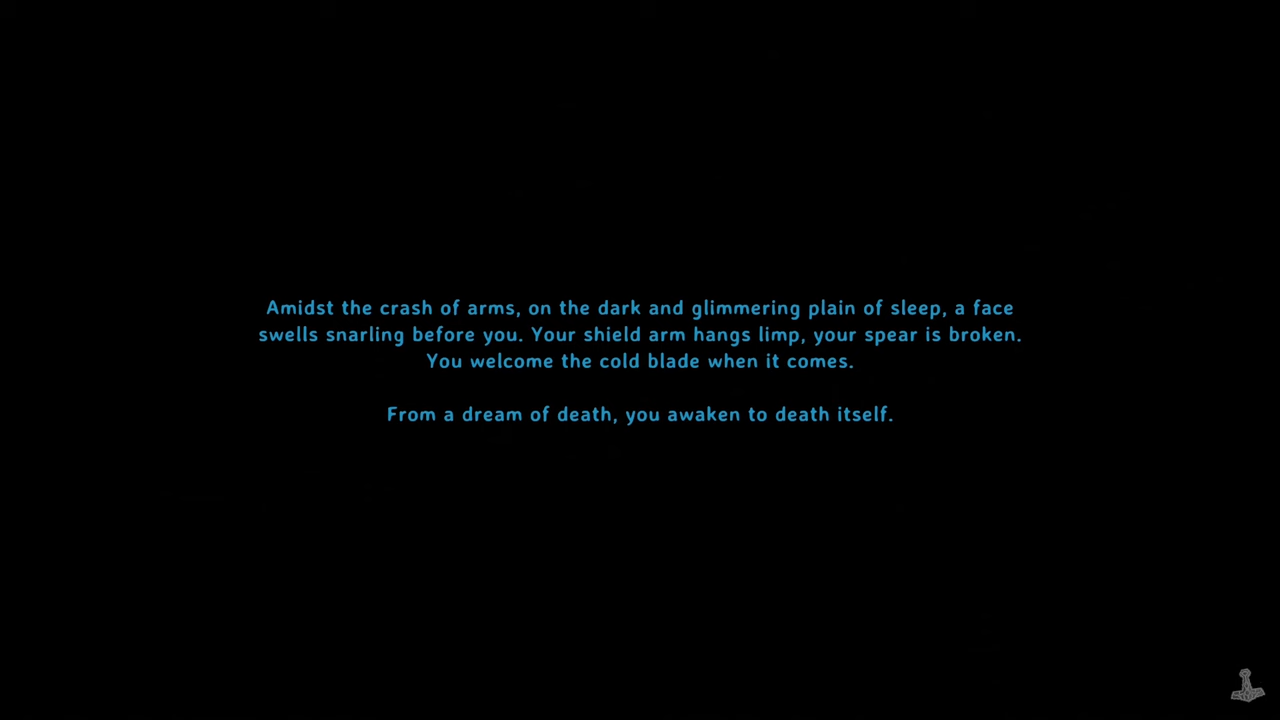 Amidst the crash of arms, on the dark and glimmering plain of sleep, a face
swells snarling before you. Your shield arm hangs limp, your spear is broken.
You welcome the cold blade when it comes.
From a dream of death, you awaken to death itself.